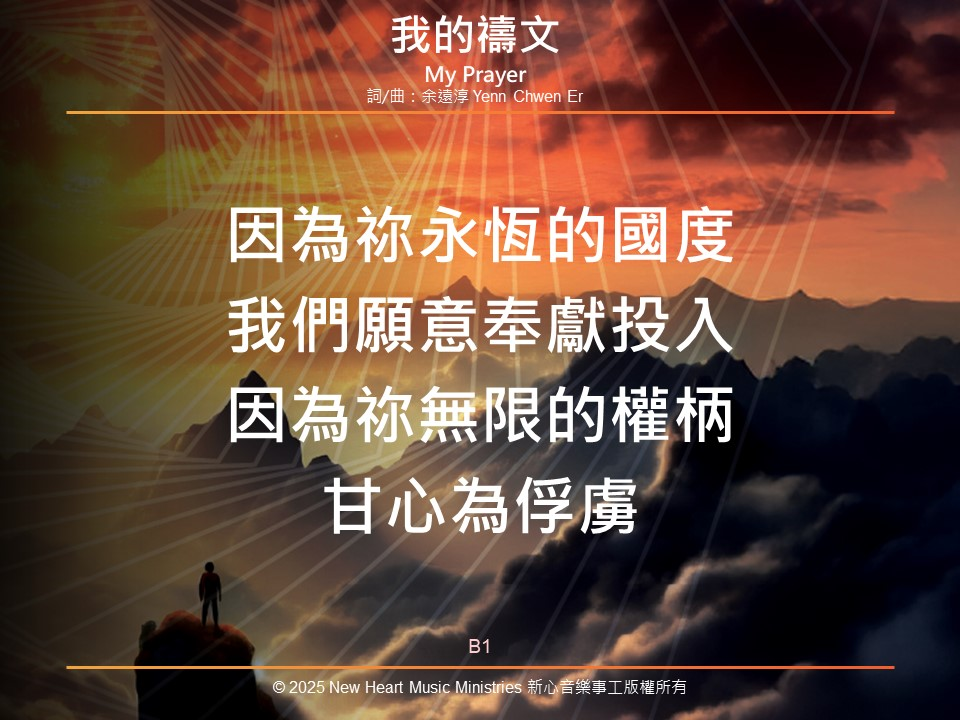 我的禱文
My Prayer
詞/曲：余遠淳 Yenn Chwen Er
因為祢永恆的國度
我們願意奉獻投入
因為祢無限的權柄
甘心為俘虜
B1
© 2025 New Heart Music Ministries 新心音樂事工版權所有